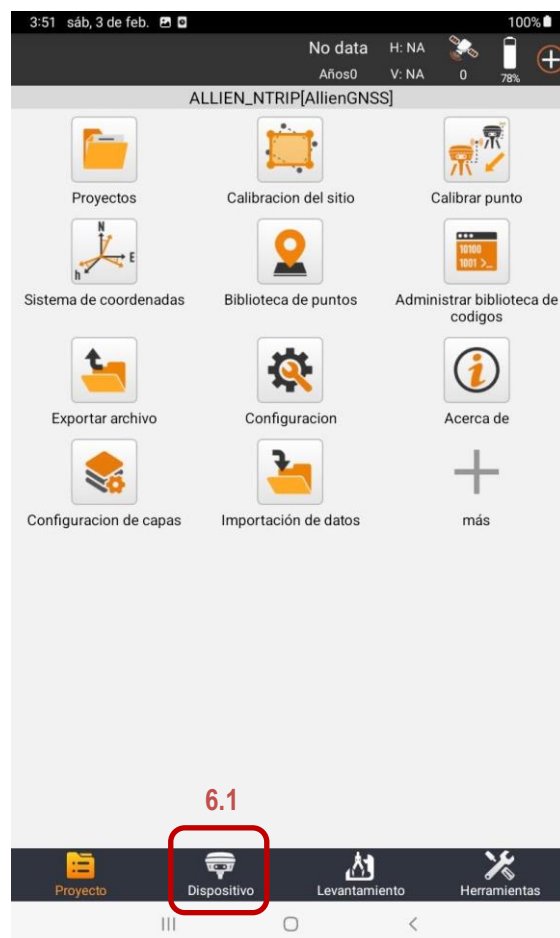 3:51 sáb, 3 de feb. 100%
No data H: NA
Años0 V: NA 0 78%
ALLIEN_NTRIP[AllienGNSS]
Proyectos Calibracion del sitio Calibrar punto
N
E
h
10100
1001 >_
Sistema de coordenadas Biblioteca de puntos Administrar biblioteca de
codigos
Exportar archivo Configuracion Acerca de
Configuracion de capas Importación de datos más
6.1
Proyecto Dispositivo Levantamiento Herramientas